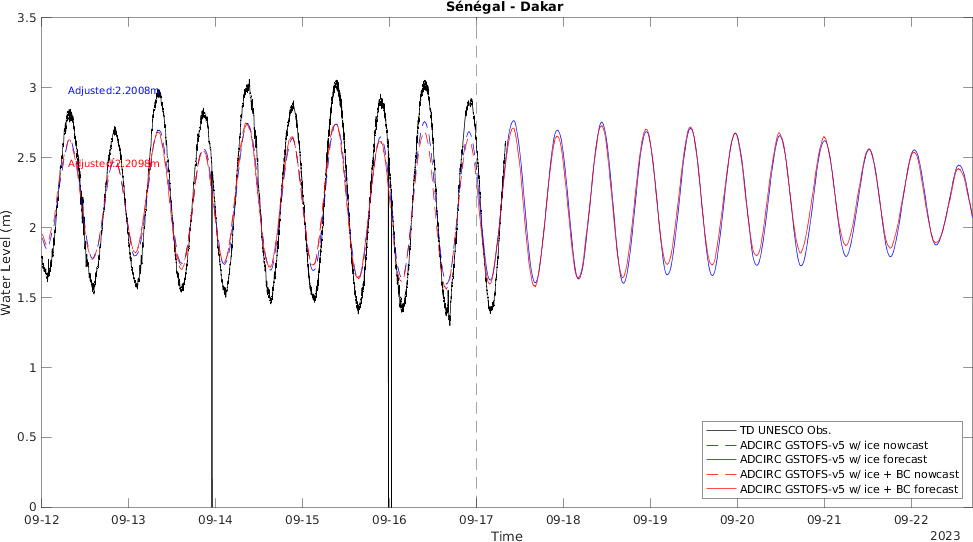 Sénégal - Dakar
3.5
3
2.5
2
1.5
1
0.5
0
Water Level (m)
Adjusted:2.2008m
Adjusted:2.2098m
TD UNESCO Obs.
ADCIRC GSTOFS-v5 w/ ice nowcast
ADCIRC GSTOFS-v5 w/ ice forecast
ADCIRC GSTOFS-v5 w/ ice + BC nowcast
ADCIRC GSTOFS-v5 w/ ice + BC forecast
09-12 09-13 09-14 09-15 09-16 09-17 09-18 09-19 09-20 09-21 09-22
Time
2023